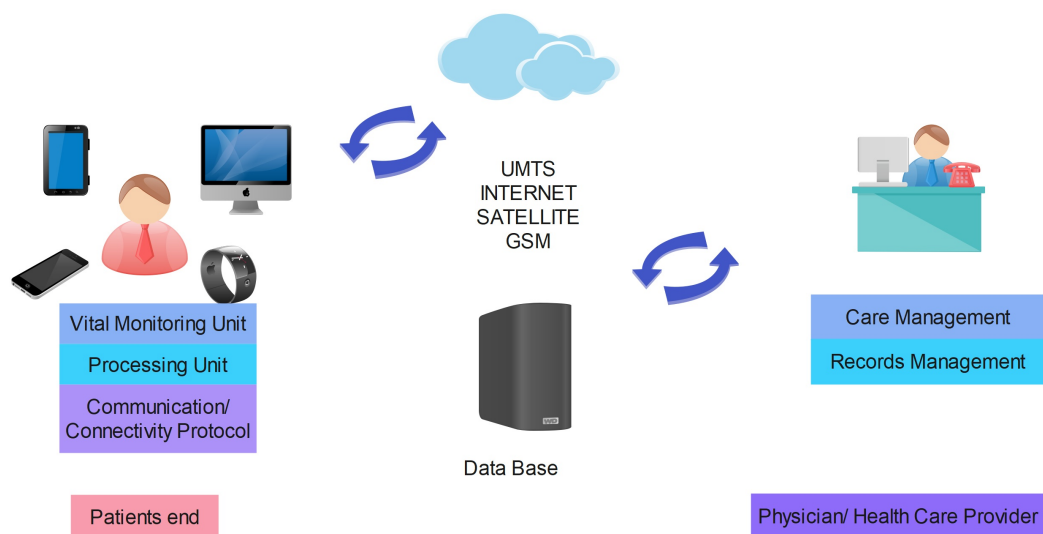 UMTS
INTERNET
SATELLITE
GSM
Vital Monitoring Unit
Processing Unit
Communication/
Connectivity Protocol
Patients end
WD
Data Base
Care Management
Records Management
Physician/ Health Care Provider